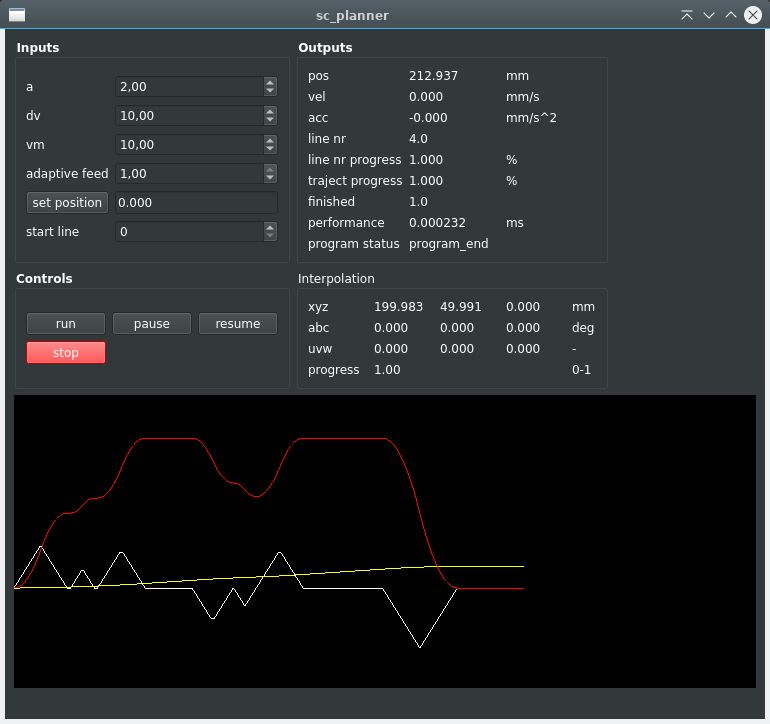 sc_planner
Inputs
a 2,00
dv 10,00
vm 10,00
adaptive feed 1,00
set position 0.000
start line 0
Outputs
pos 212.937 mm
vel 0.000 mm/s
acc -0.000 mm/s^2
line nr 4.0
line nr progress 1.000 %
traject progress 1.000 %
finished 1.0
performance 0.000232 ms
program status program_end
Controls
run pause resume
stop
Interpolation
xyz 199.983 49.991 0.000 mm
abc 0.000 0.000 0.000 deg
uvw 0.000 0.000 0.000 -
progress 1.00 0-1